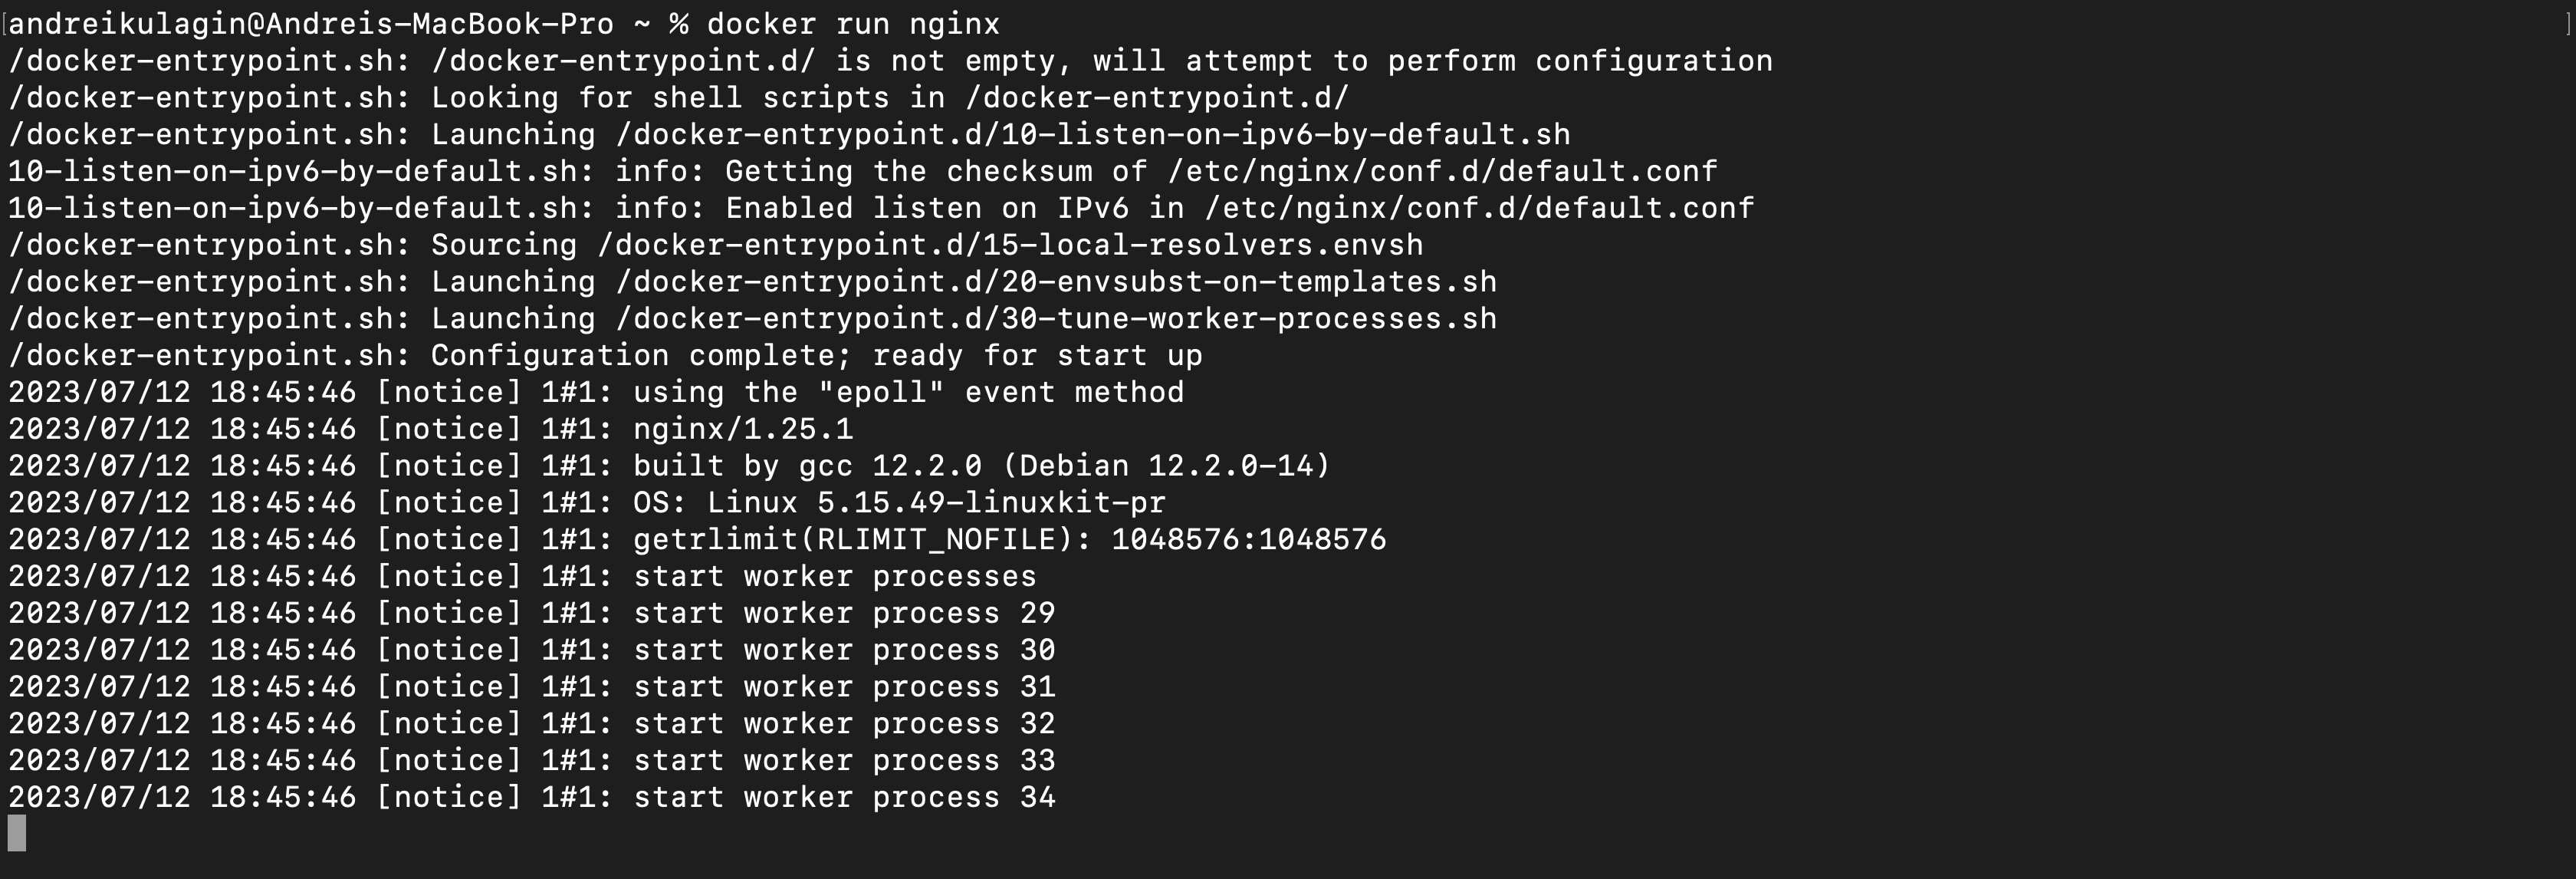 [andreikulagin@Andreis-MacBook-Pro ~ % docker run nginx ]
/docker-entrypoint.sh: /docker-entrypoint.d/ is not empty, will attempt to perform configuration
/docker-entrypoint.sh: Looking for shell scripts in /docker-entrypoint.d/
/docker-entrypoint.sh: Launching /docker-entrypoint.d/10-listen-on-ipv6-by-default.sh
10-listen-on-ipv6-by-default.sh: info: Getting the checksum of /etc/nginx/conf.d/default.conf
10-listen-on-ipv6-by-default.sh: info: Enabled listen on IPv6 in /etc/nginx/conf.d/default.conf
/docker-entrypoint.sh: Sourcing /docker-entrypoint.d/15-local-resolvers.envsh
/docker-entrypoint.sh: Launching /docker-entrypoint.d/20-envsubst-on-templates.sh
/docker-entrypoint.sh: Launching /docker-entrypoint.d/30-tune-worker-processes.sh
/docker-entrypoint.sh: Configuration complete; ready for start up
2023/07/12 18:45:46 [notice] 1#1: using the "epoll" event method
2023/07/12 18:45:46 [notice] 1#1: nginx/1.25.1
2023/07/12 18:45:46 [notice] 1#1: built by gcc 12.2.0 (Debian 12.2.0-14)
2023/07/12 18:45:46 [notice] 1#1: OS: Linux 5.15.49-linuxkit-pr
2023/07/12 18:45:46 [notice] 1#1: getrlimit(RLIMIT_NOFILE): 1048576:1048576
2023/07/12 18:45:46 [notice] 1#1: start worker processes
2023/07/12 18:45:46 [notice] 1#1: start worker process 29
2023/07/12 18:45:46 [notice] 1#1: start worker process 30
2023/07/12 18:45:46 [notice] 1#1: start worker process 31
2023/07/12 18:45:46 [notice] 1#1: start worker process 32
2023/07/12 18:45:46 [notice] 1#1: start worker process 33
2023/07/12 18:45:46 [notice] 1#1: start worker process 34